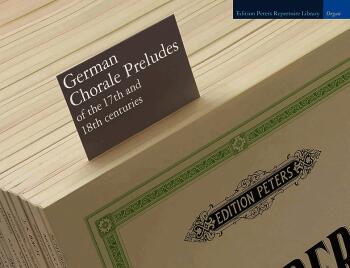 Edition Peters Repertoire Library Organ
German
Chorale Preludes
of the 17th and
18th centuries
EDITION PETERS